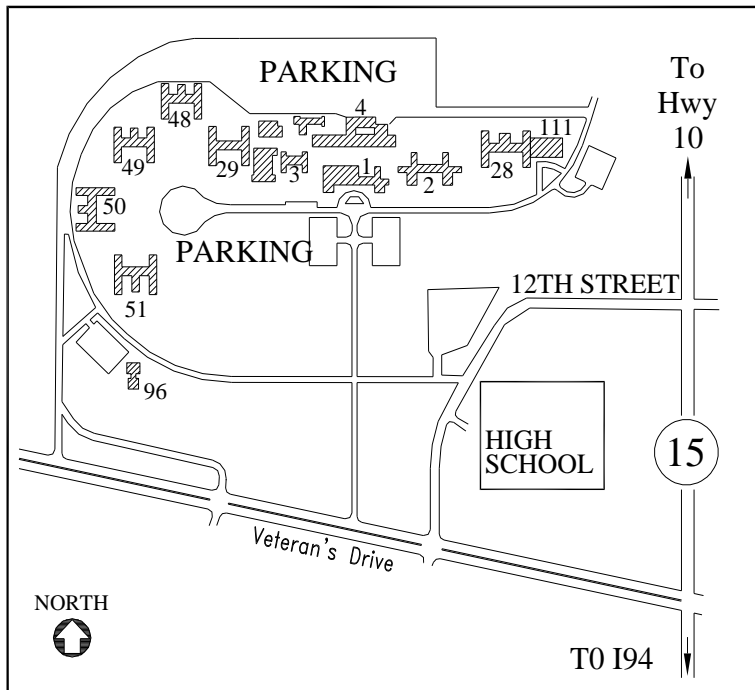 PARKING
To
Hwy
10
4
48
111
49
29
3
1
2
28
50
PARKING
12TH STREET
51
96
HIGH
SCHOOL
15
Veteran's Drive
NORTH
T0 I94